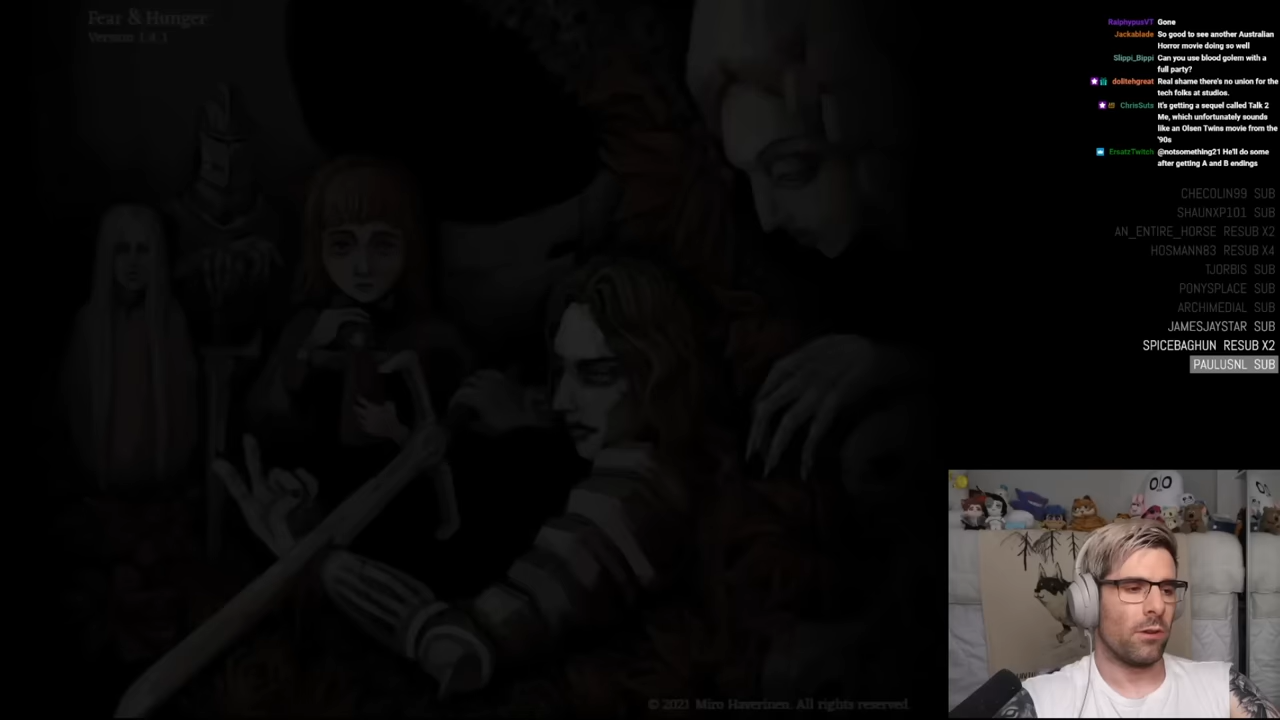 Fear & Hunger
Version 1.4.1
RalphypusVT Gone
Jackablade So good to see another Australian
Horror movie doing so well
Slippi_Bippi Can you use blood golem with a
full party?
dolitehgreat Real shame there's no union for the
tech folks at studios.
ChrisSuts It's getting a sequel called Talk 2
Me, which unfortunately sounds
like an Olsen Twins movie from the
'90s
ErsatzTwitch @notsomething21 He'll do some
after getting A and B endings
CHECOLIN99 SUB
SHAUNXP101 SUB
AN_ENTIRE_HORSE RESUB X2
HOSMANN83 RESUB X4
TJORBIS SUB
PONYSPLACE SUB
ARCHIMEDIAL SUB
JAMESJAYSTAR SUB
SPICEBAGHUN RESUB X2
PAULUSNL SUB
© 2021 Miro Haverinen. All rights reserved